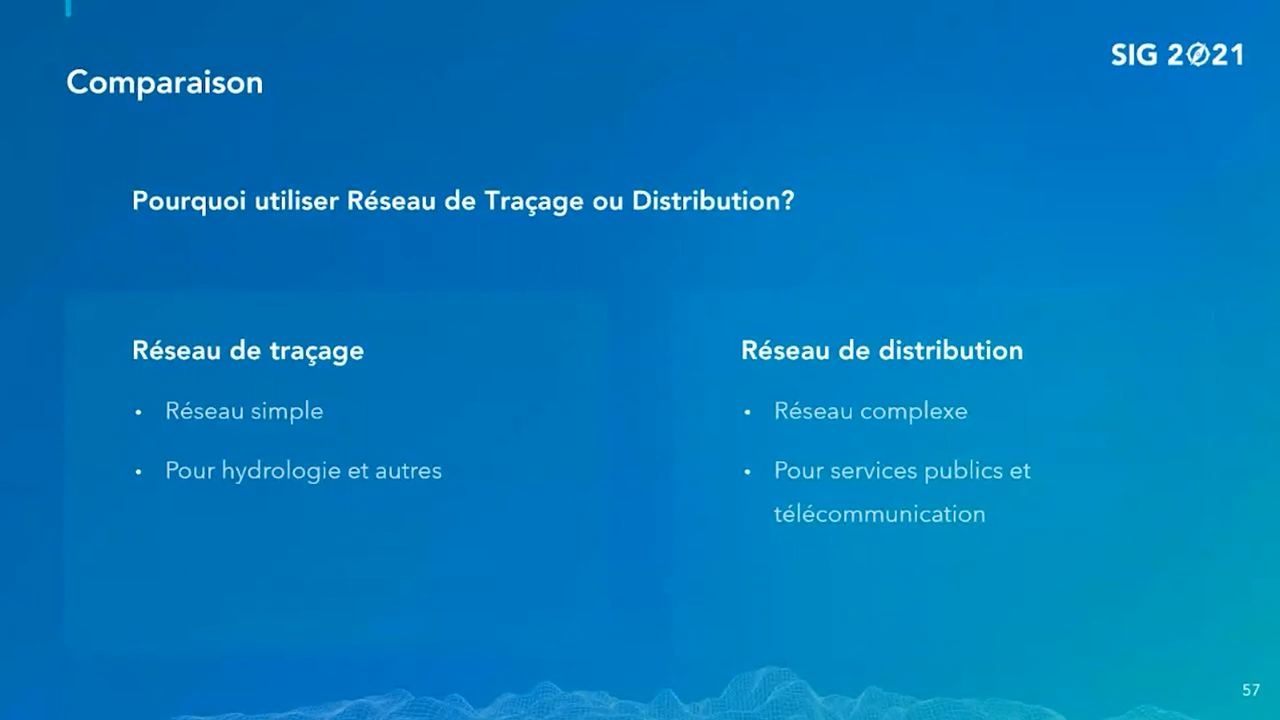 SIG 2021
Comparaison
Pourquoi utiliser Réseau de Traçage ou Distribution?
Réseau de traçage
• Réseau simple
• Pour hydrologie et autres
Réseau de distribution
• Réseau complexe
• Pour services publics et
télécommunication
57